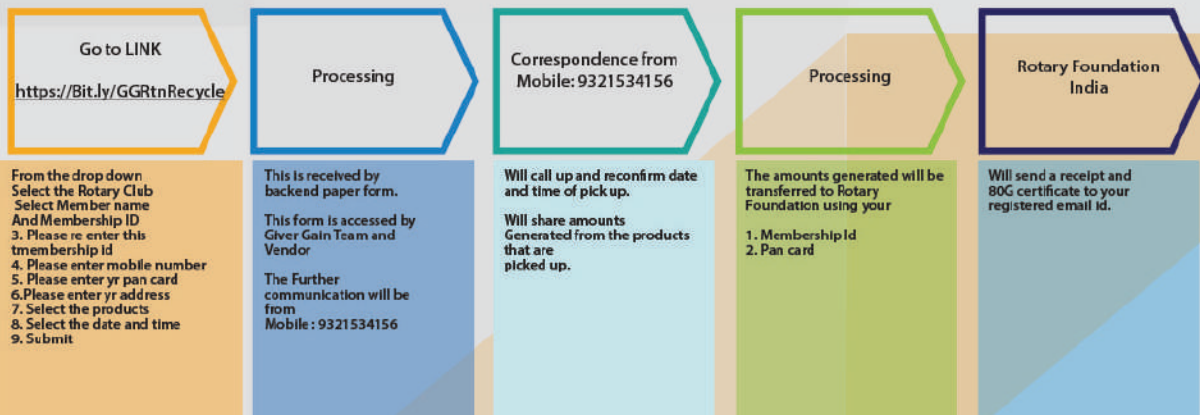 Go to LINK
https://Bit.ly/GGRtnRecycle
From the drop down
Select the Rotary Club
Select Member name
And Membership ID
3. Please re enter this
tmembership id
4. Please enter mobile number
5. Please enter yr pan card
6.Please enter yr address
7. Select the products
8. Select the date and time
9. Submit
Processing
This is received by
backend paper form.
This form is accessed by
Giver Gain Team and
Vendor
The Further
communication will be
from
Mobile : 9321534156
Correspondence from
Mobile: 9321534156
Will call up and reconfirm date
and time of pick up.
Will share amounts
Generated from the products
that are
picked up.
Processing
The amounts generated will be
transferred to Rotary
Foundation using your
1. Membership Id
2. Pan card
Rotary Foundation
India
Will send a receipt and
80G certificate to your
registered email id.